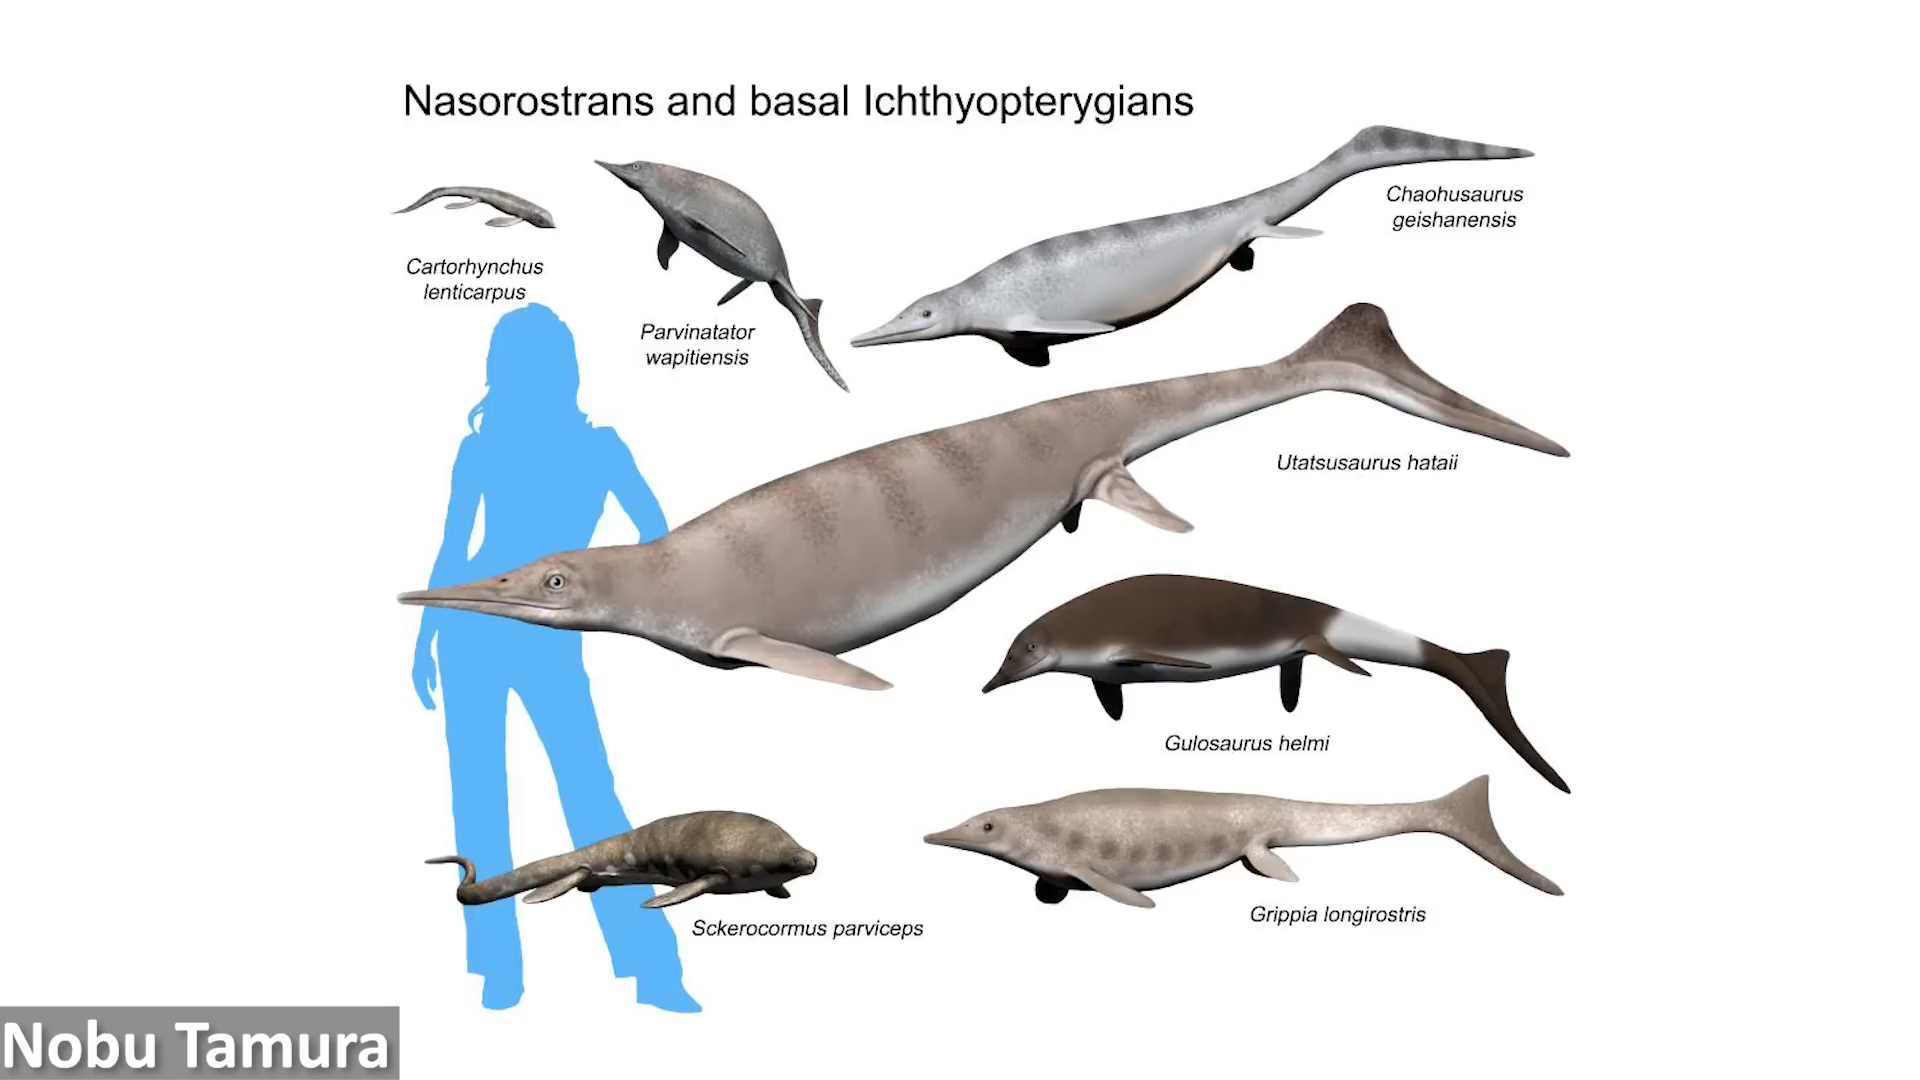 Nasorostrans and basal Ichthyopterygians
Chaohusaurus
geishanensis
Cartorhynchus
lenticarpus
Parvinatator
wapitiensis
Utatsusaurus hataii
Gulosaurus helmi
Grippia longirostris
Sckerocormus parviceps
Nobu Tamura